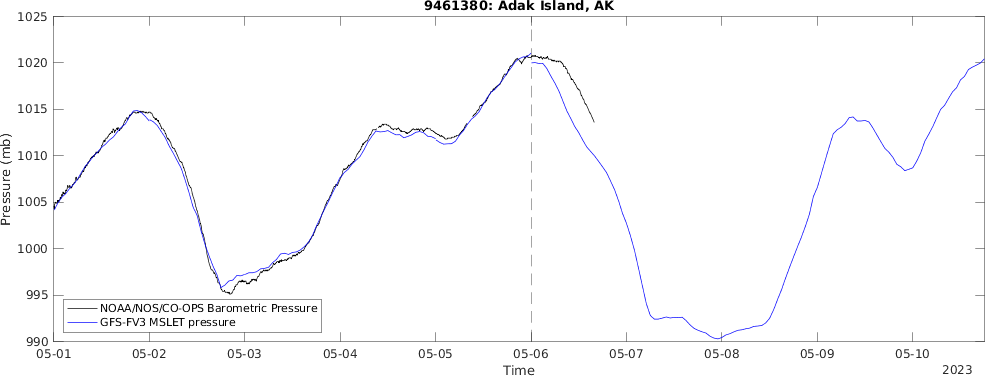 9461380: Adak Island, AK
1025
1020
1015
1010
1005
1000
995
990
Pressure (mb)
NOAA/NOS/CO-OPS Barometric Pressure
GFS-FV3 MSLET pressure
05-01 05-02 05-03 05-04 05-05 05-06 05-07 05-08 05-09 05-10
Time
2023